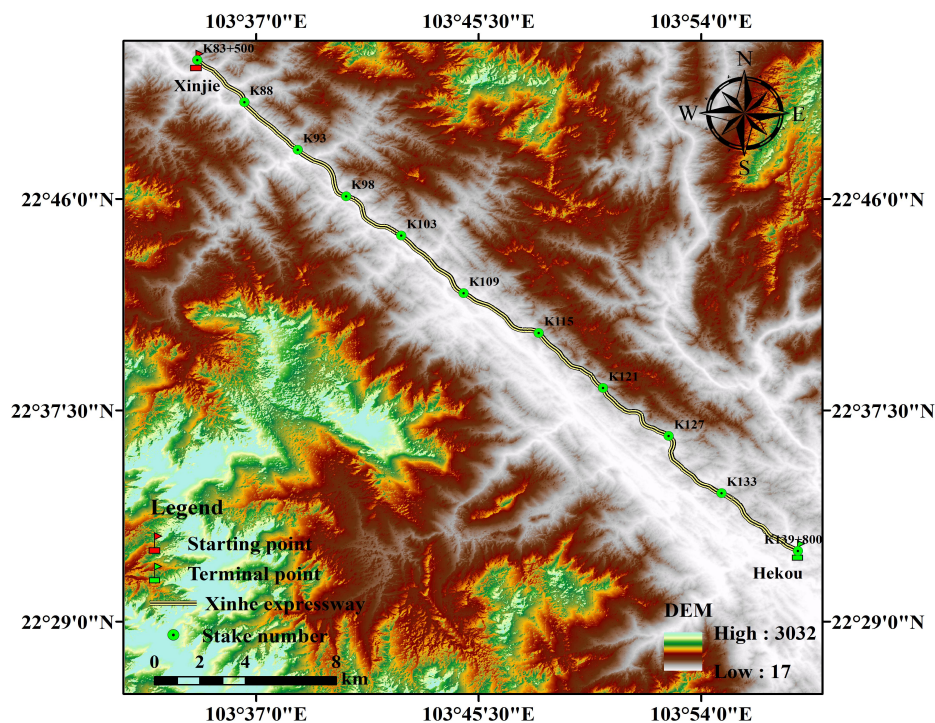 103°37'0"E 103°45'30"E 103°54'0"E
K83+500
Xinjie
K88
N
W E
S
K93
22°46'0"N 22°46'0"N
K98
K103
K109
K115
K121
22°37'30"N 22°37'30"N
K127
K133
Legend
Starting point
Terminal point
Xinhe expressway
Stake number
K139+800
Hekou
DEM
High : 3032
Low : 17
22°29'0"N 22°29'0"N
0 2 4 8
km
103°37'0"E 103°45'30"E 103°54'0"E